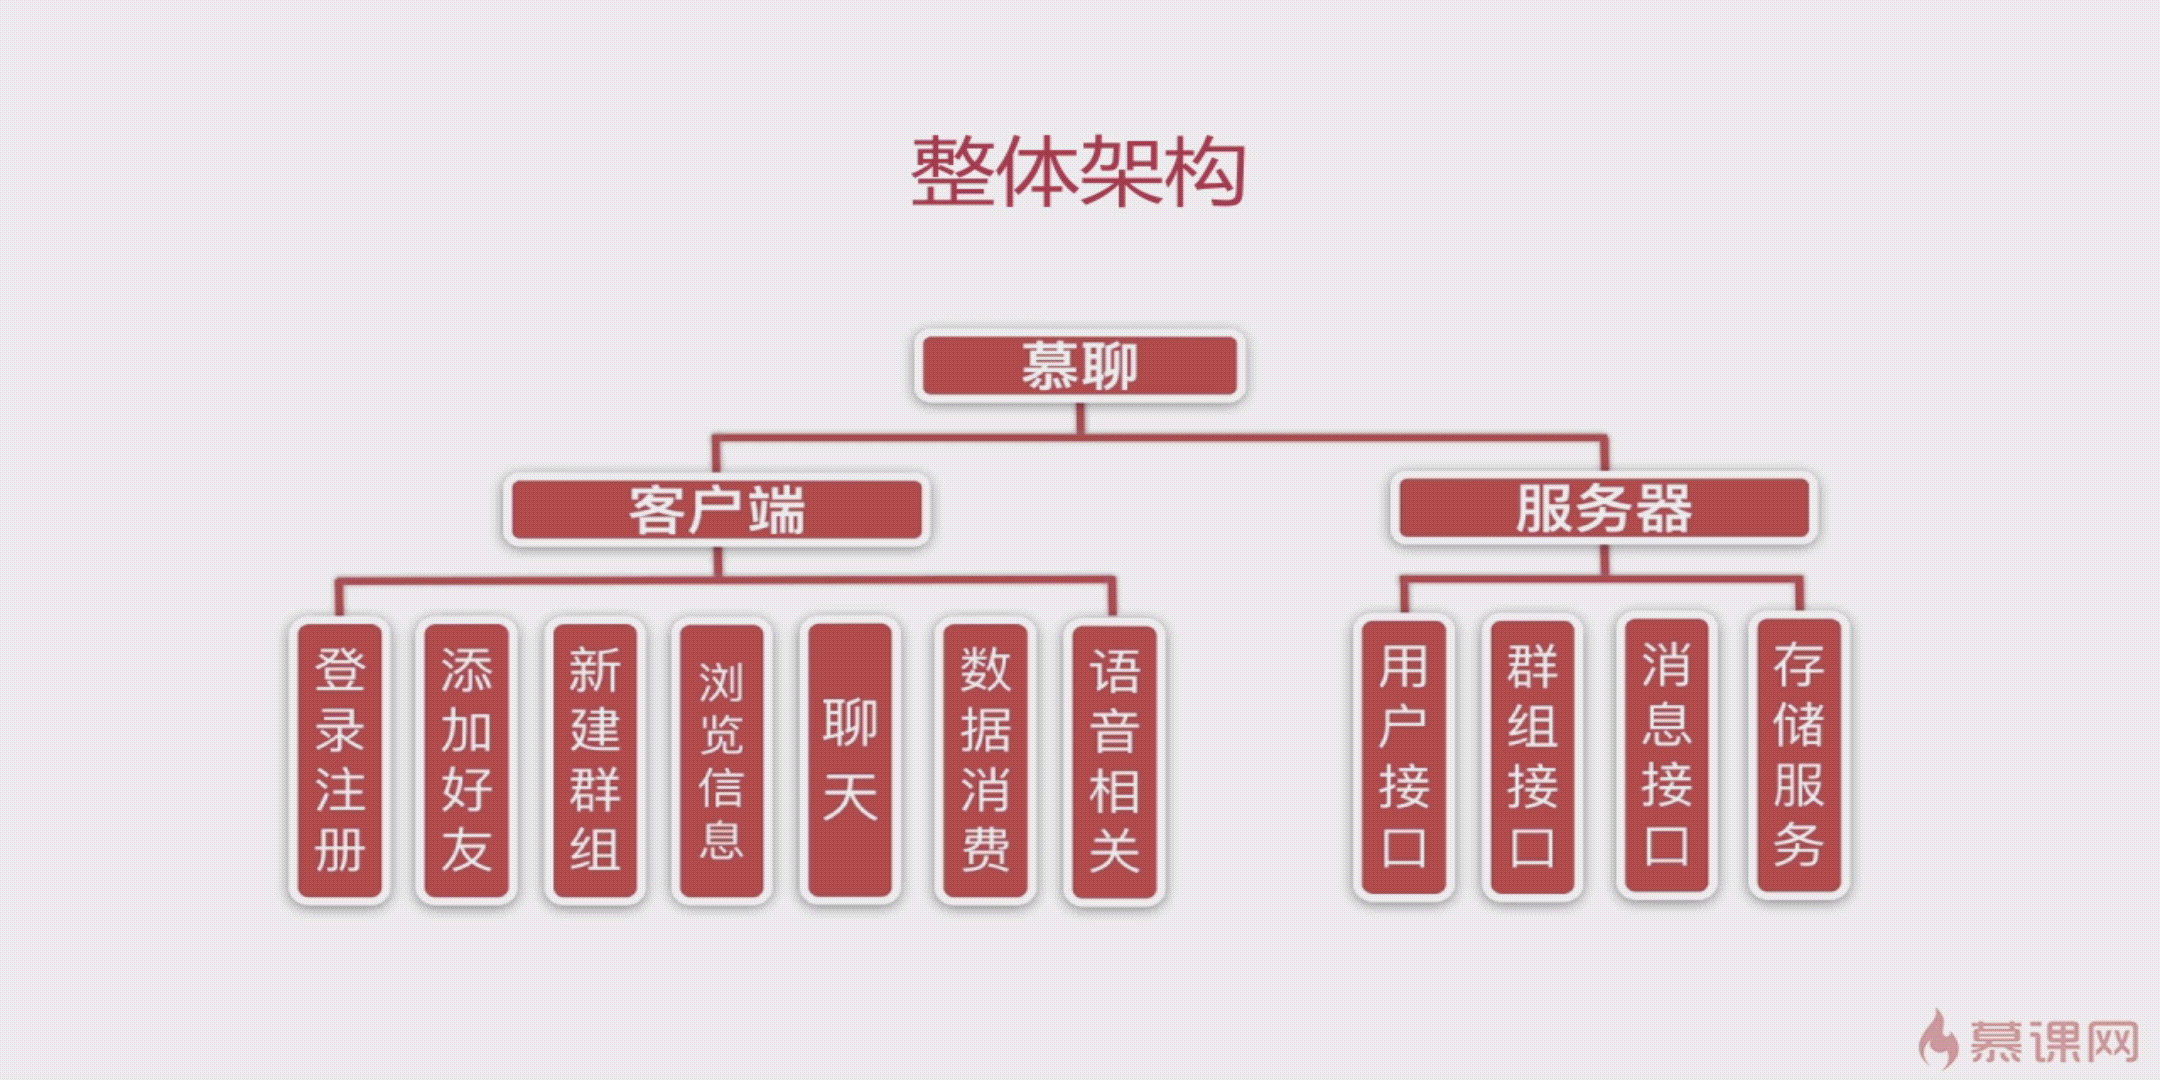 整体架构
慕聊
客户端
服务器
登录注册
添加好友
新建群组
浏览信息
聊天
数据消费
语音相关
用户接口
群组接口
消息接口
存储服务
慕课网